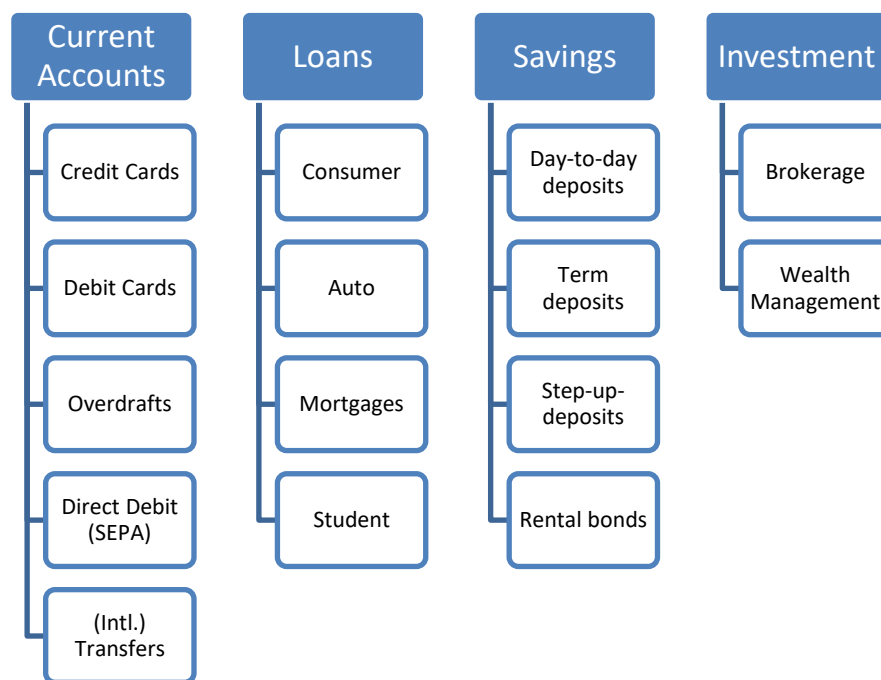 Current
Accounts
Credit Cards
Debit Cards
Overdrafts
Direct Debit
(SEPA)
(Intl.)
Transfers
Loans
Consumer
Auto
Mortgages
Student
Savings
Day-to-day
deposits
Term
deposits
Step-up-
deposits
Rental bonds
Investment
Brokerage
Wealth
Management